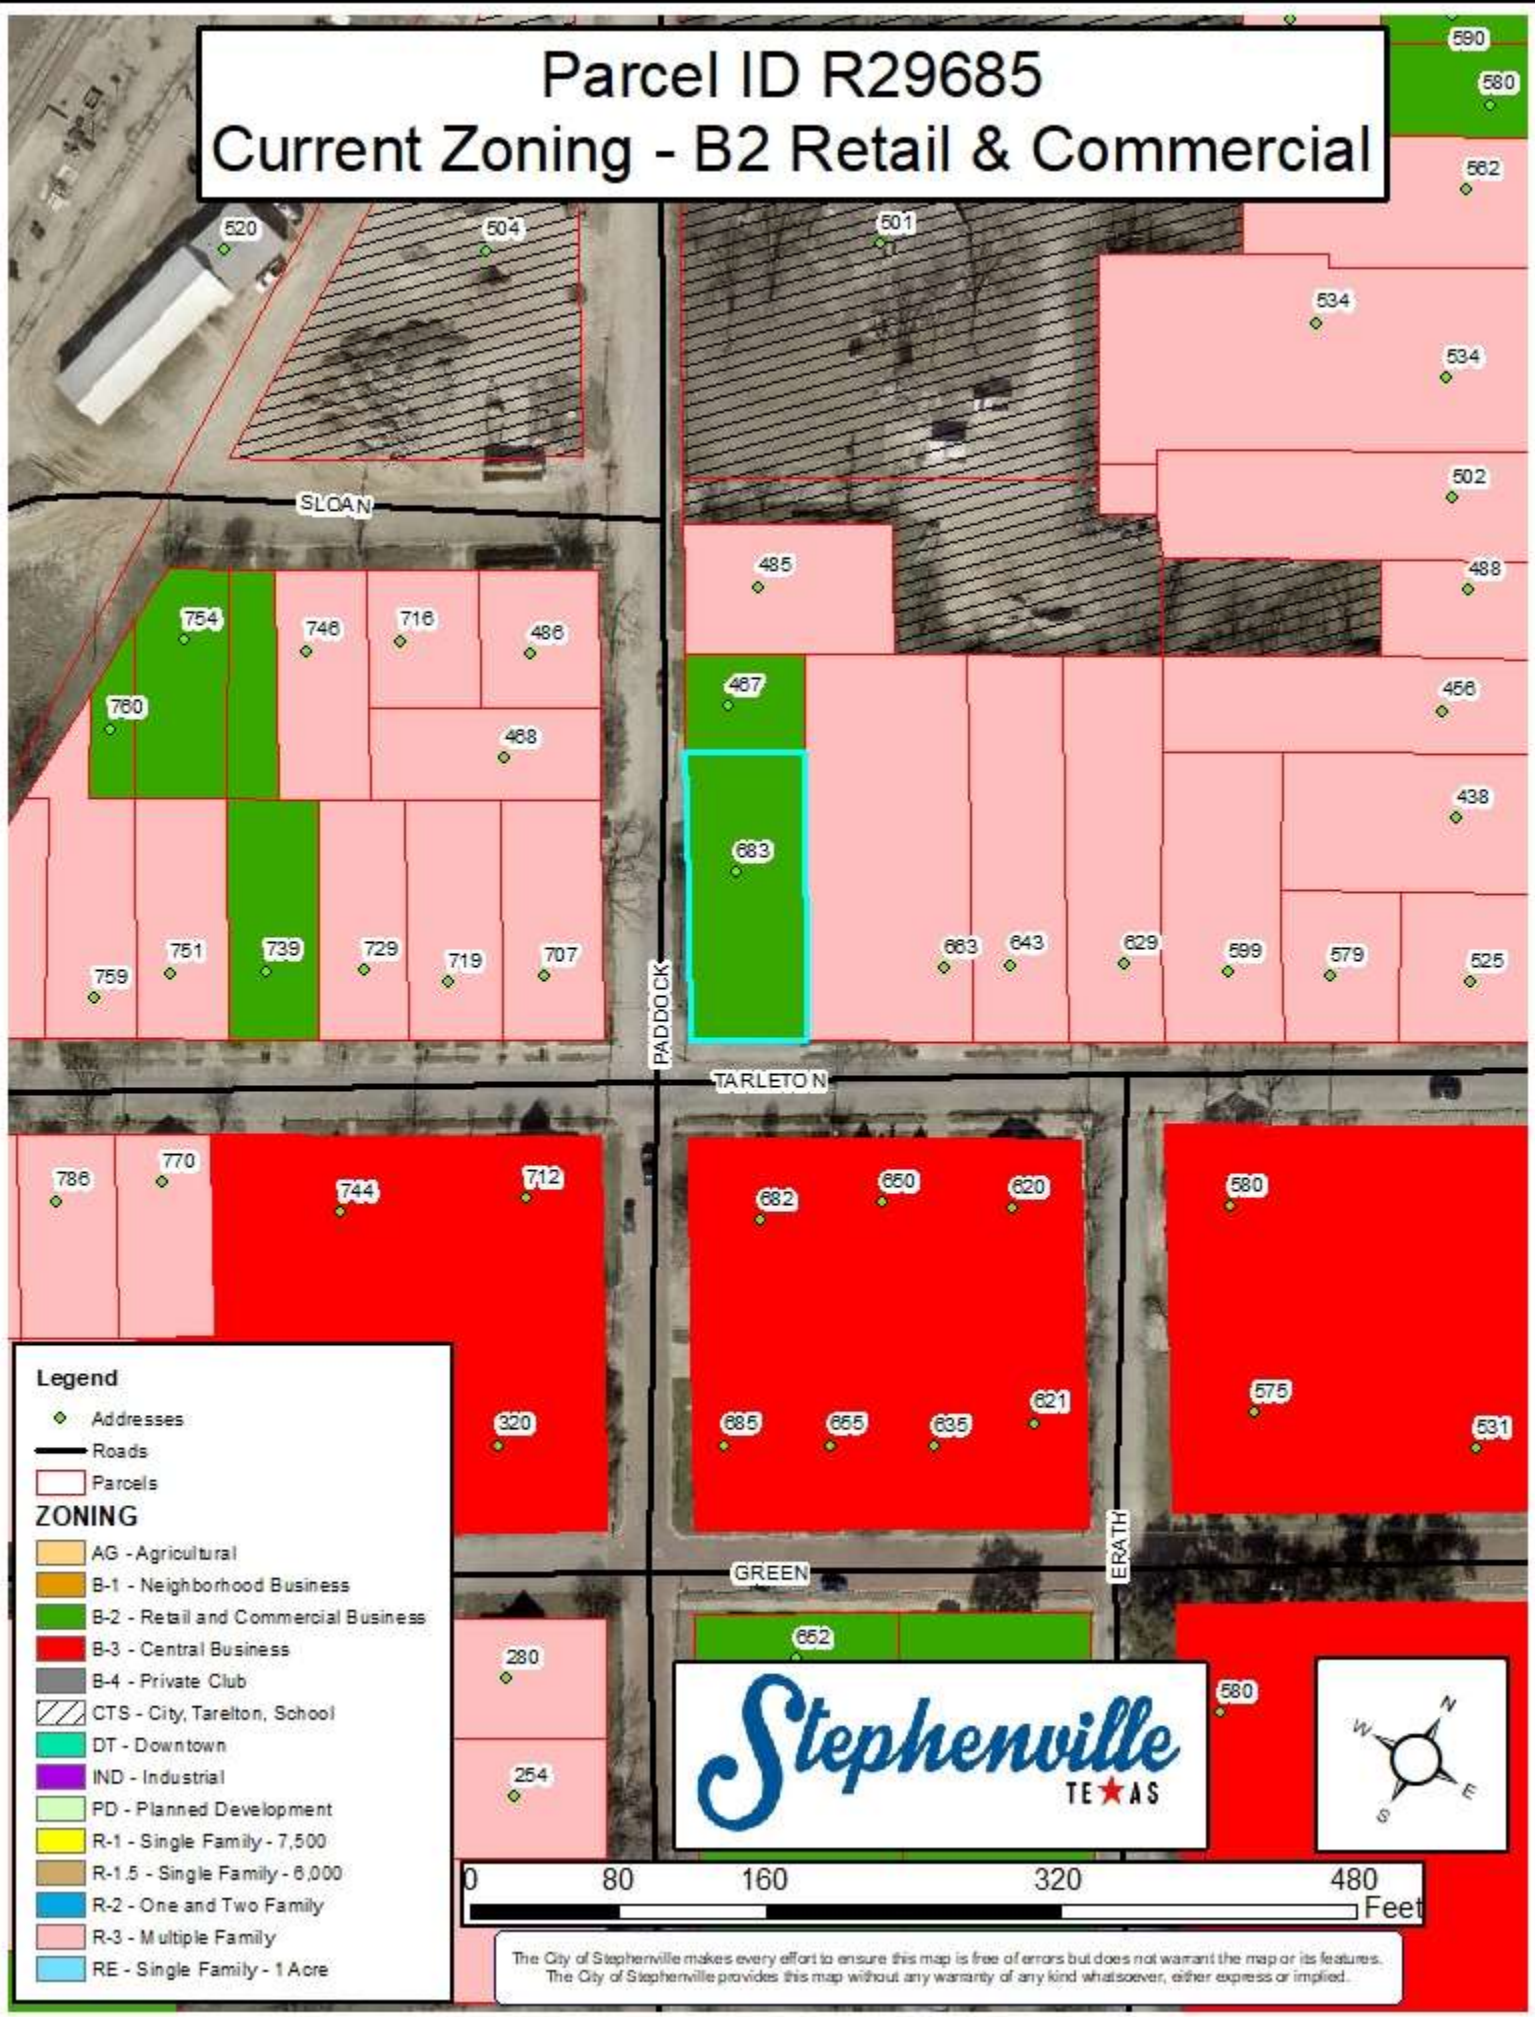 Parcel ID R29685
Current Zoning - B2 Retail & Commercial
590
580
562
520
504
501
534
534
502
SLOAN
485
488
754
746
716
486
467
456
760
468
438
683
759
751
739
729
719
707
663
643
629
599
579
525
PADDOCK
TARLETON
786
770
744
712
682
650
620
580
320
685
655
635
621
575
531
GREEN
ERATH
652
280
580
254
Legend
Addresses
Roads
Parcels
ZONING
AG - Agricultural
B-1 - Neighborhood Business
B-2 - Retail and Commercial Business
B-3 - Central Business
B-4 - Private Club
CTS - City, Tarelton, School
DT - Downtown
IND - Industrial
PD - Planned Development
R-1 - Single Family - 7,500
R-1.5 - Single Family - 6,000
R-2 - One and Two Family
R-3 - Multiple Family
RE - Single Family - 1 Acre
Stephenville
TEXAS
N
W
E
S
0 80 160 320 480
Feet
The City of Stephenville makes every effort to ensure this map is free of errors but does not warrant the map or its features.
The City of Stephenville provides this map without any warranty of any kind whatsoever, either express or implied.